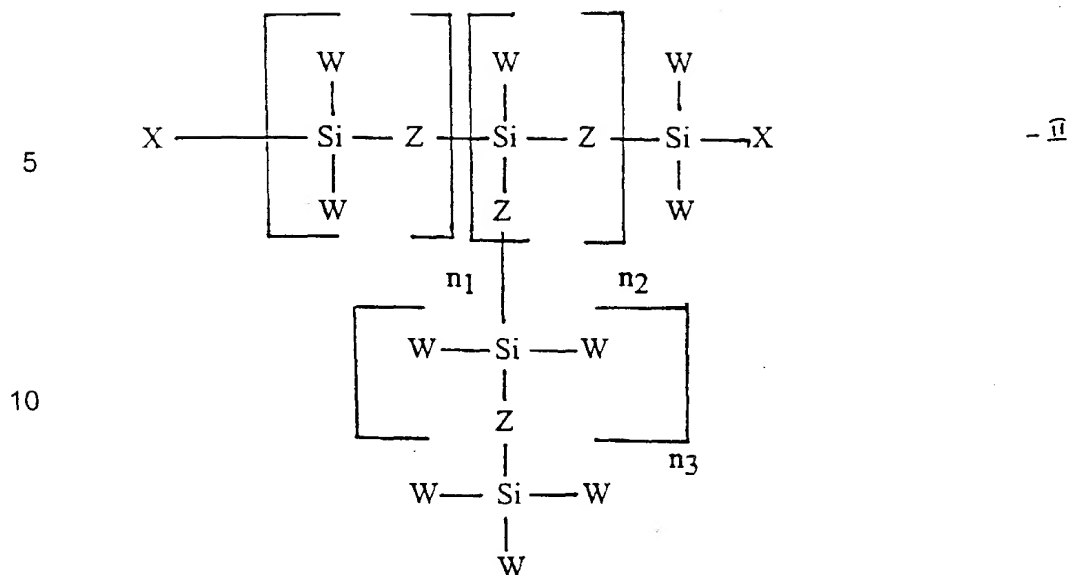 W W W
X Si Z Si Z Si X - II
5
W Z W
n1 n2
W Si W
10
Z
n3
W Si W
W